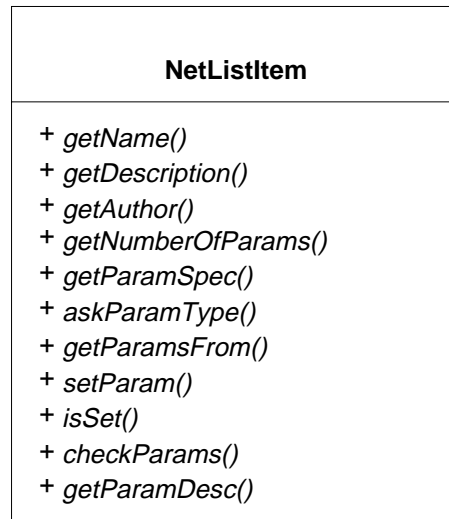 NetListItem
+ getName()
+ getDescription()
+ getAuthor()
+ getNumberOfParams()
+ getParamSpec()
+ askParamType()
+ getParamsFrom()
+ setParam()
+ isSet()
+ checkParams()
+ getParamDesc()